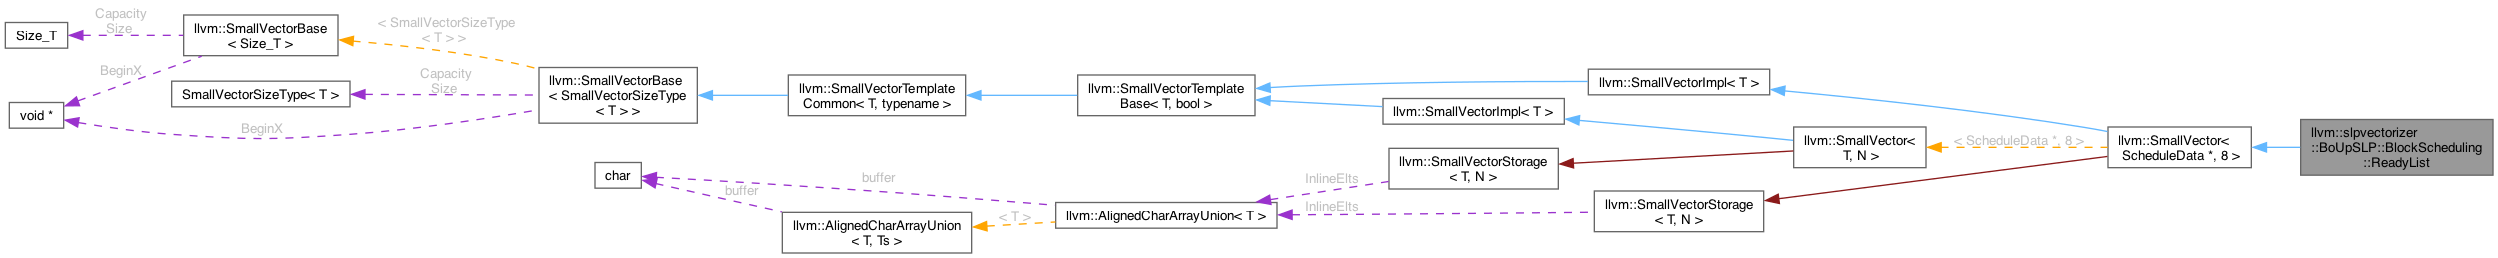 Size_T
Capacity
Size
llvm::SmallVectorBase
< Size_T >
< SmallVectorSizeType
< T > >
BeginX
SmallVectorSizeType< T >
Capacity
Size
void *
BeginX
llvm::SmallVectorBase
< SmallVectorSizeType
< T > >
llvm::SmallVectorTemplate
Common< T, typename >
llvm::SmallVectorTemplate
Base< T, bool >
llvm::SmallVectorImpl< T >
llvm::SmallVectorImpl< T >
char
buffer
buffer
llvm::AlignedCharArrayUnion
< T, Ts >
< T >
llvm::AlignedCharArrayUnion< T >
InlineElts
InlineElts
llvm::SmallVectorStorage
< T, N >
llvm::SmallVectorStorage
< T, N >
llvm::SmallVector<
T, N >
< ScheduleData *, 8 >
llvm::SmallVector<
ScheduleData *, 8 >
llvm::slpvectorizer
::BoUpSLP::BlockScheduling
::ReadyList